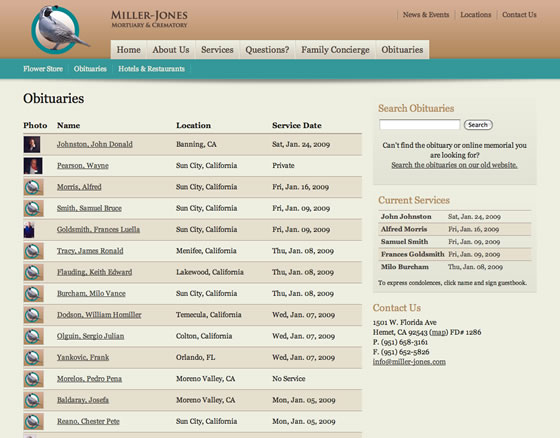 MILLER-JONES
MORTUARY & CREMATORY
News & Events Locations Contact Us
Home About Us Services Questions? Family Concierge Obituaries
Flower Store Obituaries Hotels & Restaurants
Obituaries
Photo Name Location Service Date
Johnston, John Donald Banning, CA Sat, Jan. 24, 2009
Pearson, Wayne Sun City, California Private
Morris, Alfred Sun City, California Fri, Jan. 16, 2009
Smith, Samuel Bruce Sun City, California Fri, Jan. 09, 2009
Goldsmith, Frances Luella Sun City, California Fri, Jan. 09, 2009
Tracy, James Ronald Menifee, California Thu, Jan. 08, 2009
Flauding, Keith Edward Lakewood, California Thu, Jan. 08, 2009
Burcham, Milo Vance Sun City, California Thu, Jan. 08, 2009
Dodson, William Homiller Temecula, California Wed, Jan. 07, 2009
Olguin, Sergio Julian Colton, California Wed, Jan. 07, 2009
Yankovic, Frank Orlando, FL Wed, Jan. 07, 2009
Morelos, Pedro Pena Moreno Valley, CA No Service
Baldaray, Josefa Moreno Valley, CA Mon, Jan. 05, 2009
Reano, Chester Pete Sun City, California Mon, Jan. 05, 2009
Search Obituaries
Search
Can't find the obituary or online memorial you
are looking for?
Search the obituaries on our old website.
Current Services
John Johnston Sat, Jan. 24, 2009
Alfred Morris Fri, Jan. 16, 2009
Samuel Smith Fri, Jan. 09, 2009
Frances Goldsmith Fri, Jan. 09, 2009
Milo Burcham Thu, Jan. 08, 2009
To express condolences, click name and sign guestbook.
Contact Us
1501 W. Florida Ave
Hemet, CA 92543 (map) FD# 1286
P. (951) 658-3161
F. (951) 652-5826
info@miller-jones.com